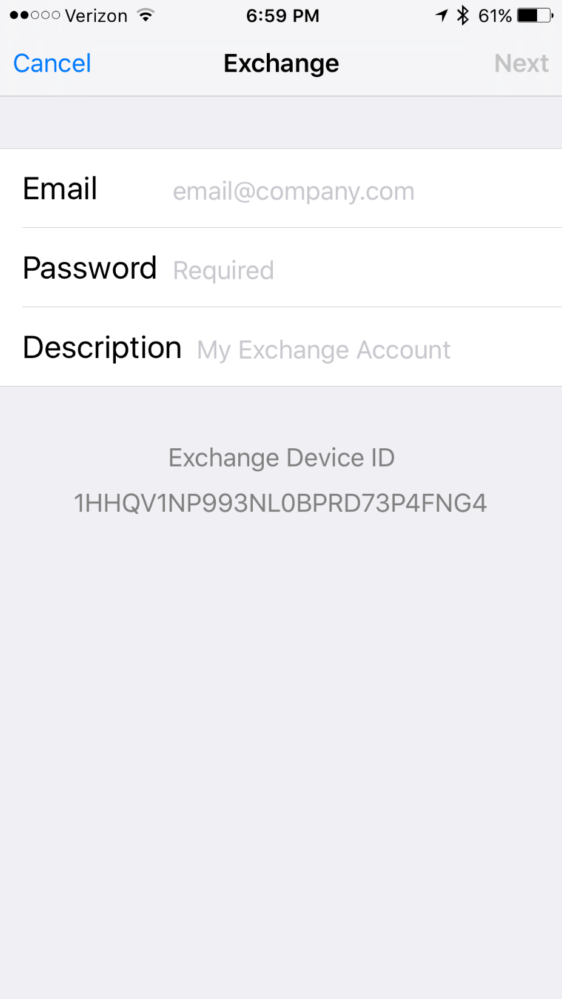 Verizon 6:59 PM 61%
Cancel Exchange Next
Email email@company.com
Password Required
Description My Exchange Account
Exchange Device ID
1HHQV1NP993NL0BPRD73P4FNG4